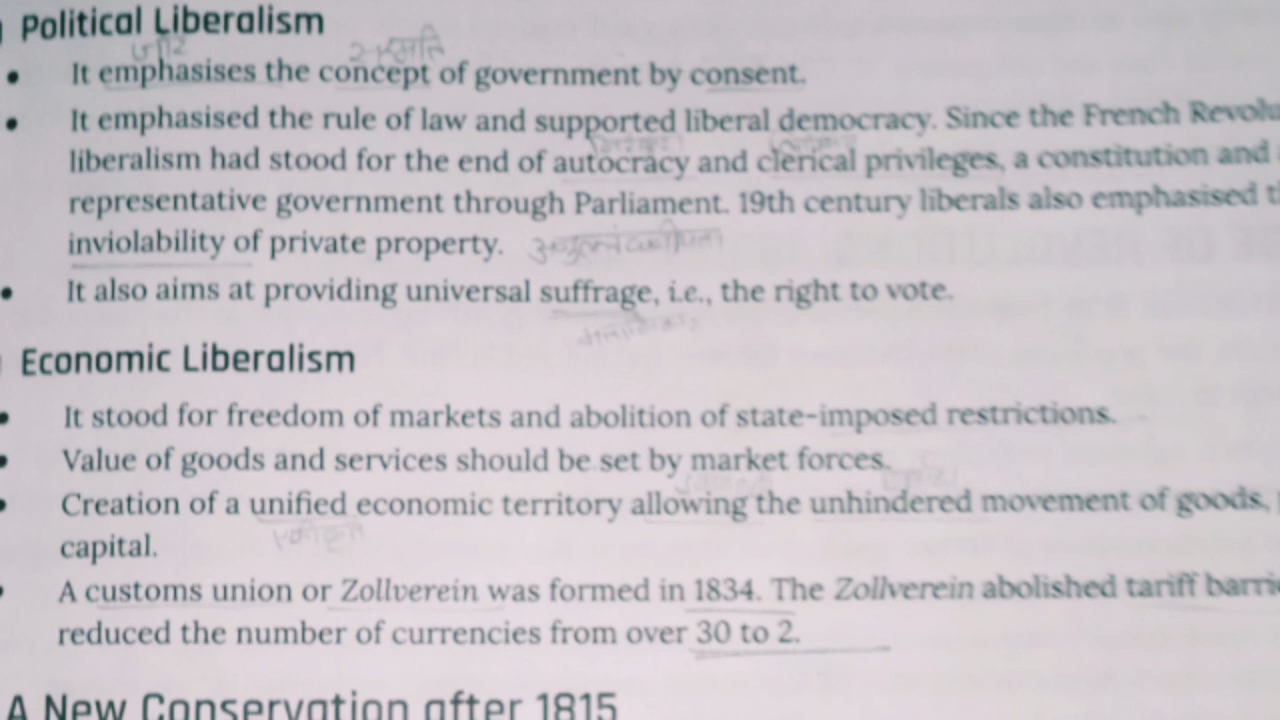 Political Liberalism
• It emphasises the concept of government by consent.
• It emphasised the rule of law and supported liberal democracy. Since the French
liberalism had stood for the end of autocracy and clerical privileges, a constitution and
representative government through Parliament. 19th century liberals also emphasised
inviolability of private property.
• It also aims at providing universal suffrage, i.e., the right to vote.
Economic Liberalism
• It stood for freedom of markets and abolition of state-imposed restrictions.
• Value of goods and services should be set by market forces.
• Creation of a unified economic territory allowing the unhindered movement of goods,
capital.
• A customs union or Zollverein was formed in 1834. The Zollverein abolished tariff
reduced the number of currencies from over 30 to 2.
A New Conservation after 1815